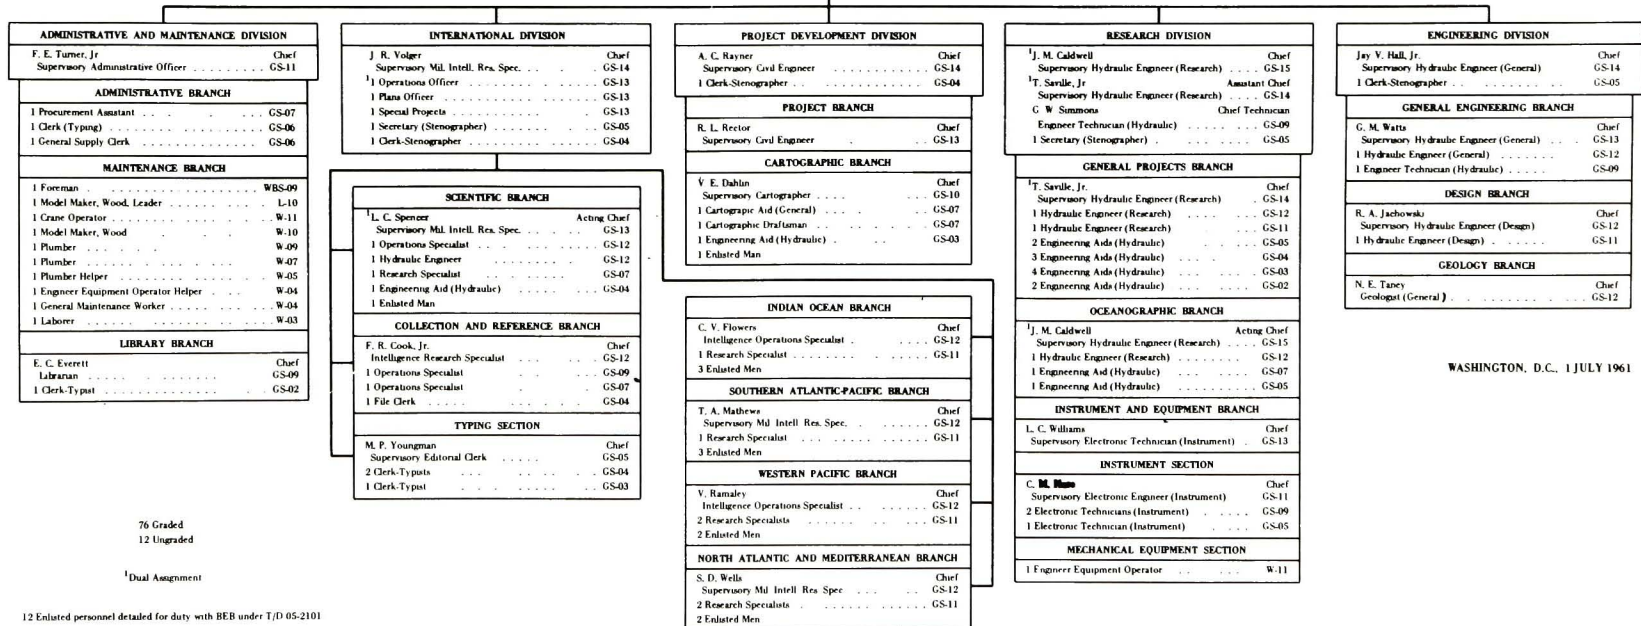 ADMINISTRATIVE AND MAINTENANCE DIVISION
F. E. Turner, Jr Chief
Supervisory Administrative Officer . . . . . . . . . GS-11
ADMINISTRATIVE BRANCH
1 Procurement Assistant . . . GS-07
1 Clerk (Typing) . . . GS-06
1 General Supply Clerk . . . GS-06
MAINTENANCE BRANCH
1 Foreman . . . WBS-09
1 Model Maker, Wood, Leader . . . L-10
1 Crane Operator . . . W-11
1 Model Maker, Wood . . . W-10
1 Plumber . . . W-09
1 Plumber . . . W-07
1 Plumber Helper . . . W-05
1 Engineer Equipment Operator Helper . . . W-04
1 General Maintenance Worker . . . W-04
1 Laborer . . . W-03
LIBRARY BRANCH
E. C. Everett Chief
Librarian . . . GS-09
1 Clerk-Typist . . . GS-02
76 Graded
12 Ungraded
1Dual Assignment
12 Enlisted personnel detailed for duty with BEB under T/D 05-2101
INTERNATIONAL DIVISION
J R. Volger Chief
Supervisory Mil. Intell. Res. Spec. . . . GS-14
11 Operations Officer . . . GS-13
1 Plans Officer . . . GS-13
1 Special Projects . . . GS-13
1 Secretary (Stenographer) . . . GS-05
1 Clerk-Stenographer . . . GS-04
SCIENTIFIC BRANCH
1L. C. Spencer Acting Chief
Supervisory Mil. Intell. Res. Spec. . . . GS-13
1 Operations Specialist . . . GS-12
1 Hydraulic Engineer . . . GS-12
1 Research Specialist . . . GS-07
1 Engineering Aid (Hydraulic) . . . GS-04
1 Enlisted Man
COLLECTION AND REFERENCE BRANCH
F. R. Cook, Jr. Chief
Intelligence Research Specialist . . . GS-12
1 Operations Specialist . . . GS-09
1 Operations Specialist . . . GS-07
1 File Clerk . . . GS-04
TYPING SECTION
M. P. Youngman Chief
Supervisory Editorial Clerk . . . GS-05
2 Clerk-Typists . . . GS-04
1 Clerk-Typist . . . GS-03
PROJECT DEVELOPMENT DIVISION
A. C. Rayner Chief
Supervisory Civil Engineer . . . GS-14
1 Clerk-Stenographer . . . GS-04
PROJECT BRANCH
R. L. Rector Chief
Supervisory Civil Engineer . . . GS-13
CARTOGRAPHIC BRANCH
V E. Dahlin Chief
Supervisory Cartographer . . . GS-10
1 Cartograpic Aid (General) . . . GS-07
1 Cartographic Draftsman . . . GS-07
1 Engineering Aid (Hydraulic) . . . GS-03
1 Enlisted Man
INDIAN OCEAN BRANCH
C. V. Flowers Chief
Intelligence Operations Specialist . . . GS-12
1 Research Specialist . . . GS-11
3 Enlisted Men
SOUTHERN ATLANTIC-PACIFIC BRANCH
T. A. Mathews Chief
Supervisory Mil Intell Res. Spec. . . . GS-12
1 Research Specialist . . . GS-11
3 Enlisted Men
WESTERN PACIFIC BRANCH
V. Ramaley Chief
Intelligence Operations Specialist . . . GS-12
2 Research Specialists . . . GS-11
2 Enlisted Men
NORTH ATLANTIC AND MEDITERRANEAN BRANCH
S. D. Wells Chief
Supervisory Mil Intell Res Spec . . . GS-12
2 Research Specialists . . . GS-11
2 Enlisted Men
RESEARCH DIVISION
1J. M. Caldwell Chief
Supervisory Hydraulic Engineer (Research) . . . GS-15
1T. Saville, Jr Assistant Chief
Supervisory Hydraulic Engineer (Research) . . . GS-14
G W Simmons Chief Technician
Engineer Technician (Hydraulic) . . . GS-09
1 Secretary (Stenographer) . . . GS-05
GENERAL PROJECTS BRANCH
1T. Saville, Jr. Chief
Supervisory Hydraulic Engineer (Research) . GS-14
1 Hydraulic Engineer (Research) . . . GS-12
1 Hydraulic Engineer (Research) . . . GS-11
2 Engineering Aids (Hydraulic) . . . GS-05
3 Engineering Aids (Hydraulic) . . . GS-04
4 Engineering Aids (Hydraulic) . . . GS-03
2 Engineering Aids (Hydraulic) . . . GS-02
OCEANOGRAPHIC BRANCH
1J. M. Caldwell Acting Chief
Supervisory Hydraulic Engineer (Research) . . . GS-15
1 Hydraulic Engineer (Research) . . . GS-12
1 Engineering Aid (Hydraulic) . . . GS-07
1 Engineering Aid (Hydraulic) . . . GS-05
INSTRUMENT AND EQUIPMENT BRANCH
L. C. Williams Chief
Supervisory Electronic Technician (Instrument) . GS-13
INSTRUMENT SECTION
C. Chief
Supervisory Electronic Engineer (Instrument) GS-11
2 Electronic Technicians (Instrument) . . . GS-09
1 Electronic Technician (Instrument) . . . GS-05
MECHANICAL EQUIPMENT SECTION
1 Engineer Equipment Operator . . . W-11
ENGINEERING DIVISION
Jay V. Hall, Jr. Chief
Supervisory Hydraulic Engineer (General) GS-14
1 Clerk-Stenographer . . . GS-05
GENERAL ENGINEERING BRANCH
G. M. Watts Chief
Supervisory Hydraulic Engineer (General) . . . GS-13
1 Hydraulic Engineer (General) . . . GS-12
1 Engineer Technician (Hydraulic) . . . GS-09
DESIGN BRANCH
R. A. Jachowski Chief
Supervisory Hydraulic Engineer (Design) GS-12
1 Hydraulic Engineer (Design) . . . GS-11
GEOLOGY BRANCH
N. E. Taney Chief
Geologist (General) . . . GS-12
WASHINGTON, D.C., 1 JULY 1961